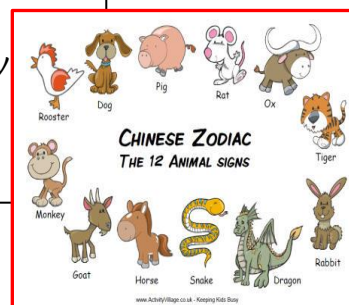 Pig
Rat
Ox
Dog
Rooster
CHINESE ZODIAC
THE 12 ANIMAL SIGNS
Tiger
Monkey
Goat
Horse
Snake
Dragon
Rabbit
www.ActivityVillage.co.uk - Keeping Kids Busy